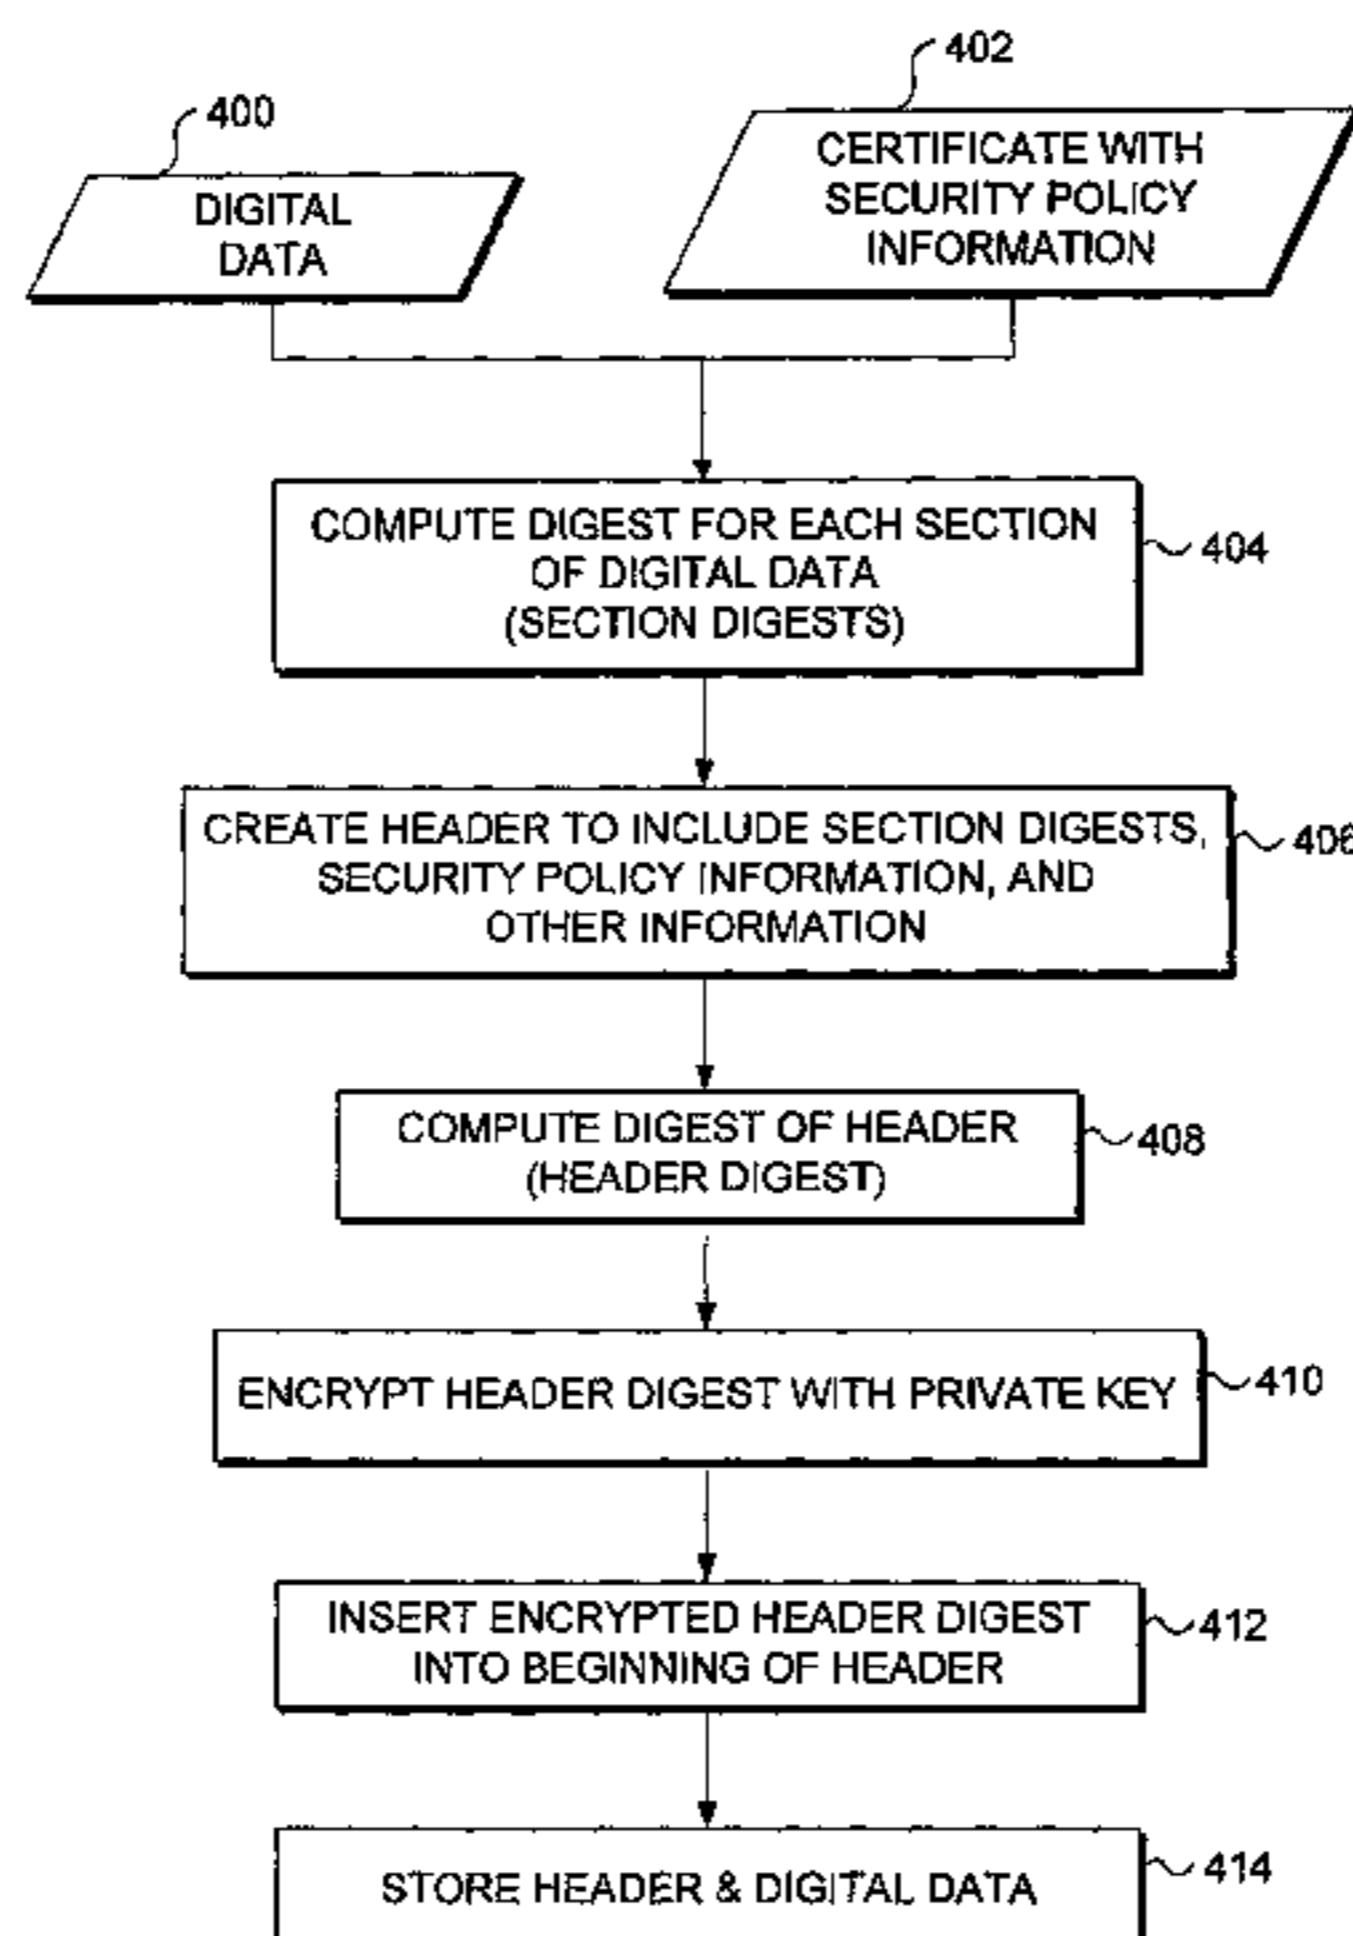 402
400
CERTIFICATE WITH
SECURITY POLICY
INFORMATION
DIGITAL
DATA
COMPUTE DIGEST FOR EACH SECTION
OF DIGITAL DATA
(SECTION DIGESTS)
404
CREATE HEADER TO INCLUDE SECTION DIGESTS,
SECURITY POLICY INFORMATION, AND
OTHER INFORMATION
406
COMPUTE DIGEST OF HEADER
(HEADER DIGEST)
408
ENCRYPT HEADER DIGEST WITH PRIVATE KEY
410
INSERT ENCRYPTED HEADER DIGEST
INTO BEGINNING OF HEADER
412
STORE HEADER & DIGITAL DATA
414